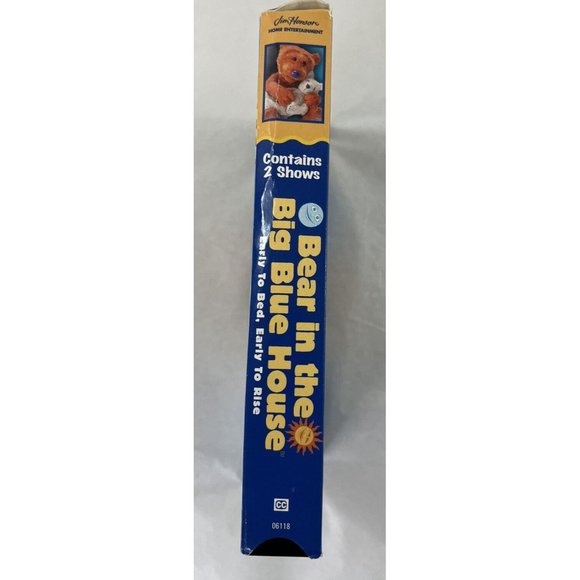 Jim Henson
HOME ENTERTAINMENT
Contains
2 Shows
Bear in the
Big Blue House
Early To Bed, Early To Rise
CC
06118